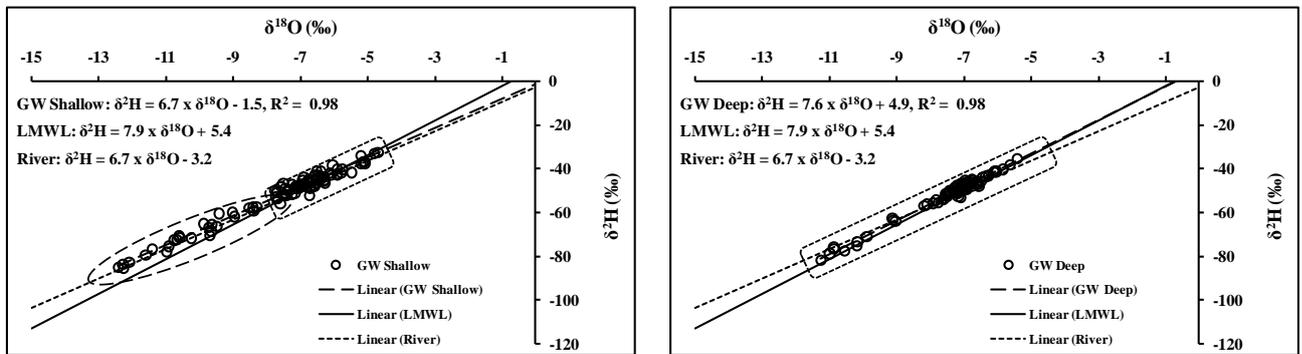 δ¹⁸O (‰)
-15 -13 -11 -9 -7 -5 -3 -1
0
-20
-40
-60
-80
-100
-120
δ²H (‰)
GW Shallow: δ²H = 6.7 x δ¹⁸O - 1.5, R² = 0.98
LMWL: δ²H = 7.9 x δ¹⁸O + 5.4
River: δ²H = 6.7 x δ¹⁸O - 3.2
GW Shallow
Linear (GW Shallow)
Linear (LMWL)
Linear (River)
δ¹⁸O (‰)
-15 -13 -11 -9 -7 -5 -3 -1
0
-20
-40
-60
-80
-100
-120
δ²H (‰)
GW Deep: δ²H = 7.6 x δ¹⁸O + 4.9, R² = 0.98
LMWL: δ²H = 7.9 x δ¹⁸O + 5.4
River: δ²H = 6.7 x δ¹⁸O - 3.2
GW Deep
Linear (GW Deep)
Linear (LMWL)
Linear (River)